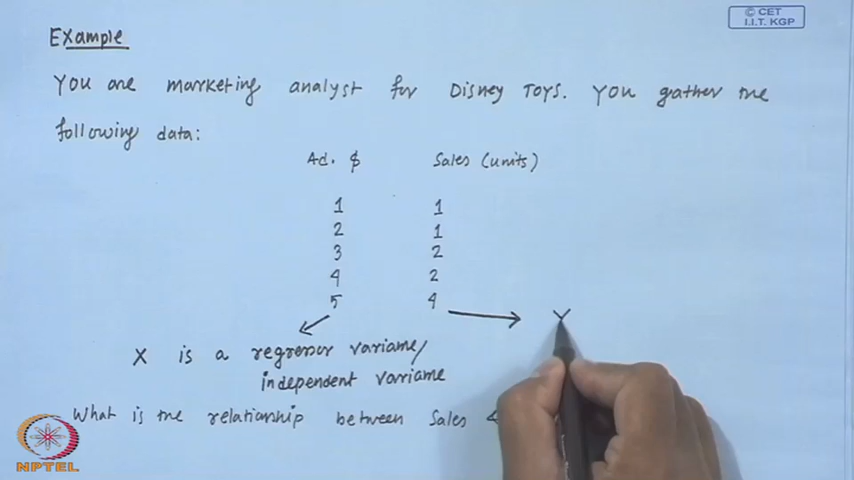 © CET
I.I.T. KGP
Example
You are marketing analyst for Disney Toys. You gather the
following data:
Ad. $ Sales (units)
1 1
2 1
3 2
4 2
5 4
Y
X is a regressor variable/
independent variable
What is the relationship between Sales &
NPTEL